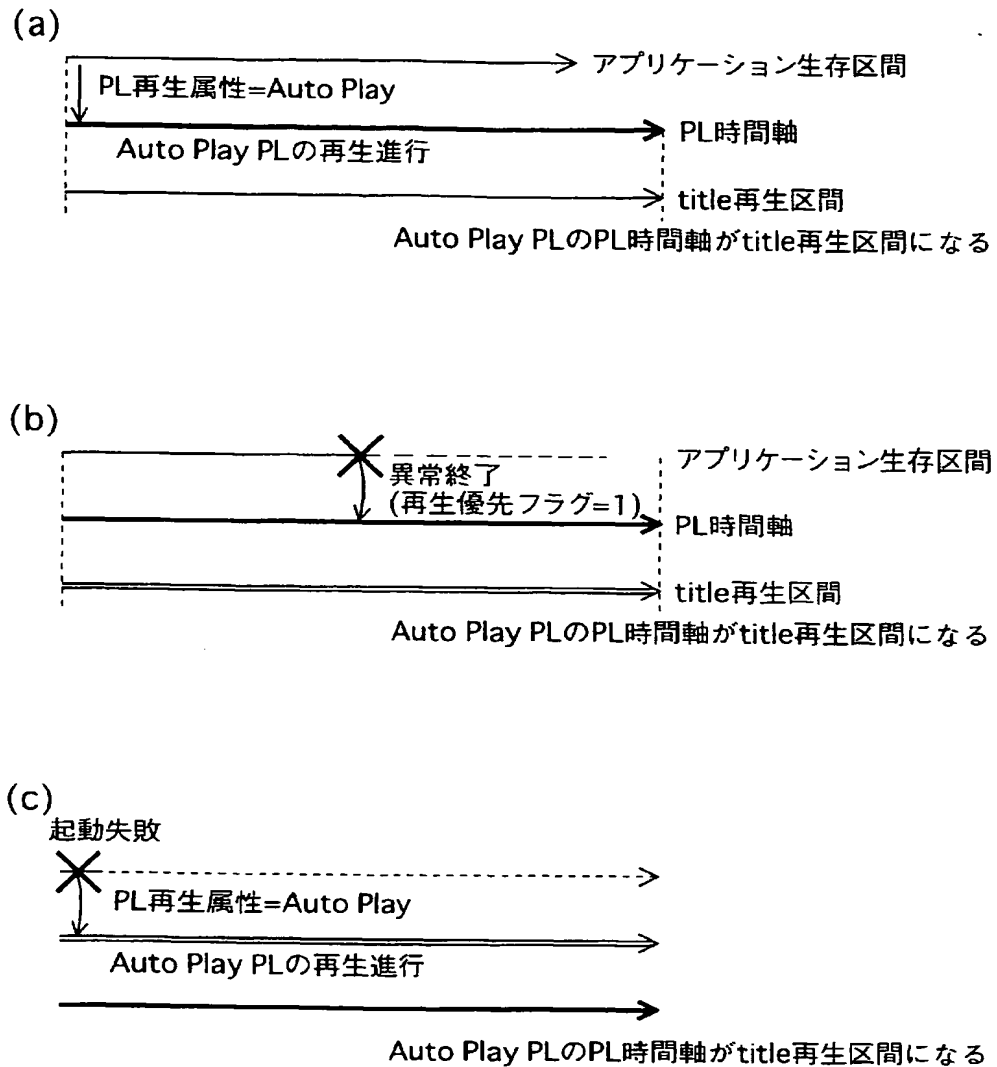 (a)
アプリケーション生存区間
PL再生属性=Auto Play
PL時間軸
Auto Play PLの再生進行
title再生区間
Auto Play PLのPL時間軸がtitle再生区間になる
(b)
アプリケーション生存区間
異常終了
(再生優先フラグ=1)
PL時間軸
title再生区間
Auto Play PLのPL時間軸がtitle再生区間になる
(c)
起動失敗
PL再生属性=Auto Play
Auto Play PLの再生進行
Auto Play PLのPL時間軸がtitle再生区間になる